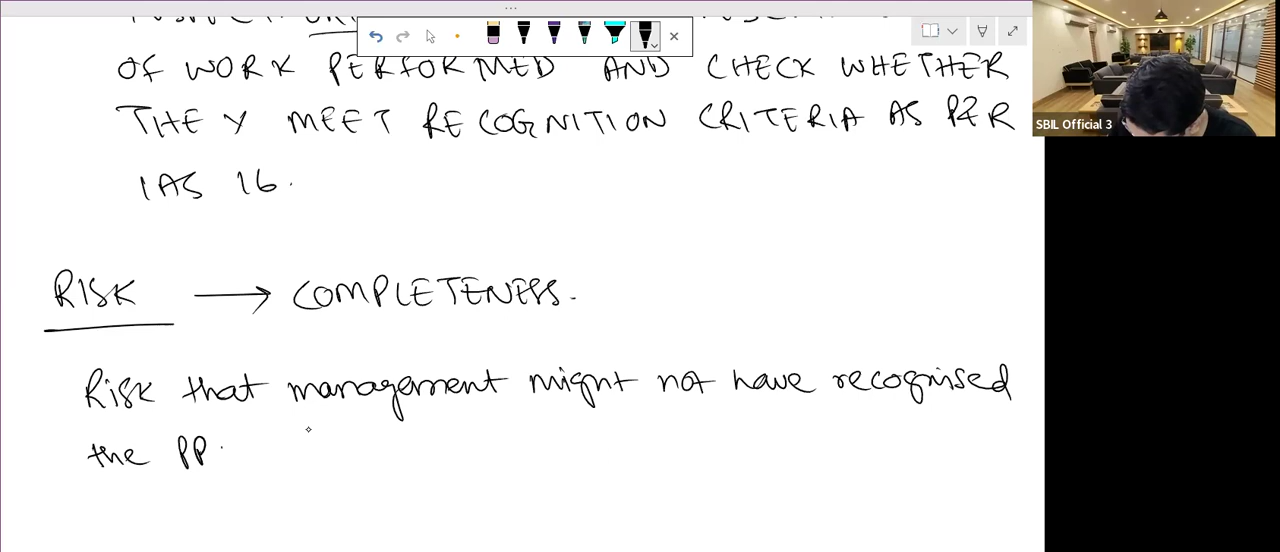 OF WORK PERFORMED AND CHECK WHETHER
THEY MEET RECOGNITION CRITERIA AS PER
IAS 16.
RISK → COMPLETENESS.
Risk that management might not have recognised
the PP.
SBIL Official 3